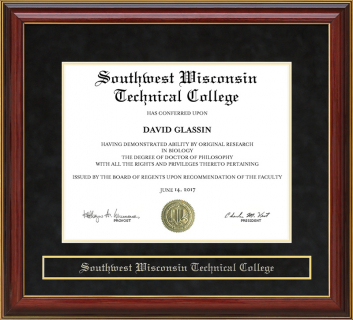 Southwest Wisconsin
Technical College
HAS CONFERRED UPON
DAVID GLASSIN
HAVING DEMONSTRATED ABILITY BY ORIGINAL RESEARCH
IN BIOLOGY
THE DEGREE OF DOCTOR OF PHILOSOPHY
WITH ALL THE RIGHTS AND PRIVILEGES THERETO PERTAINING
ISSUED BY THE BOARD OF REGENTS UPON RECOMMENDATION OF THE FACULTY
JUNE 14, 2017
PROVOST
PRESIDENT
Southwest Wisconsin Technical College